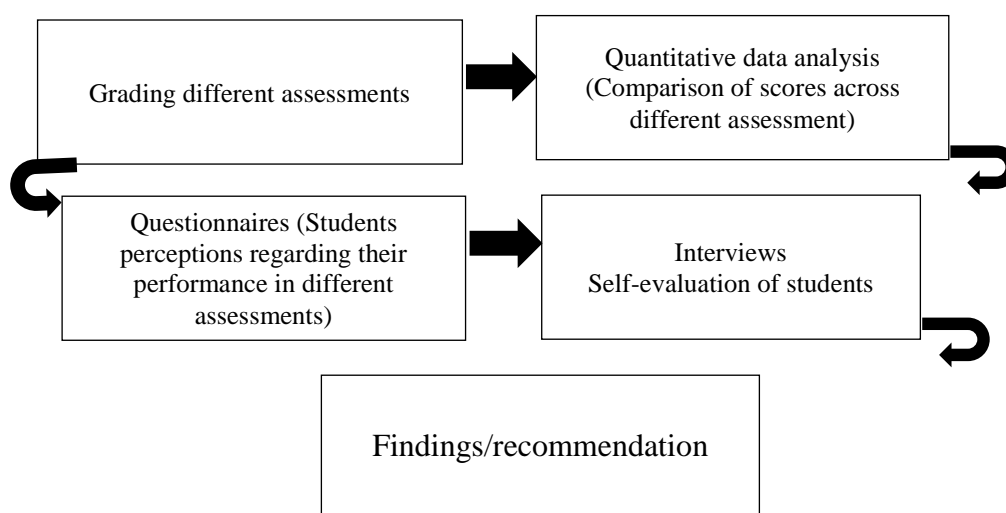 Grading different assessments
Quantitative data analysis
(Comparison of scores across
different assessment)
Questionnaires (Students
perceptions regarding their
performance in different
assessments)
Interviews
Self-evaluation of students
Findings/recommendation